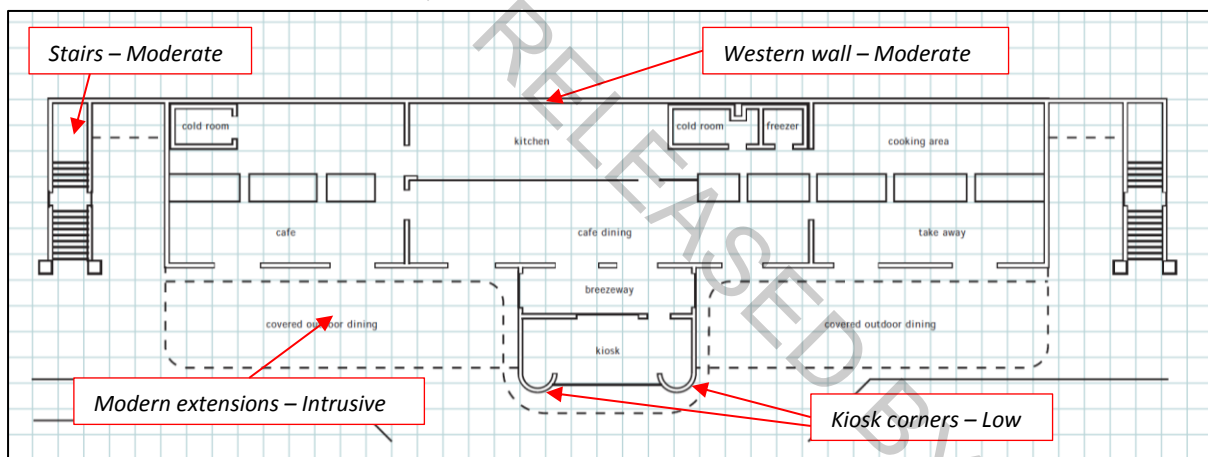 Stairs – Moderate
Western wall – Moderate
cold room
kitchen
cold room
freezer
cooking area
cafe
cafe dining
take away
breezeway
covered outdoor dining
covered outdoor dining
kiosk
Modern extensions – Intrusive
Kiosk corners – Low
RELEASED BY